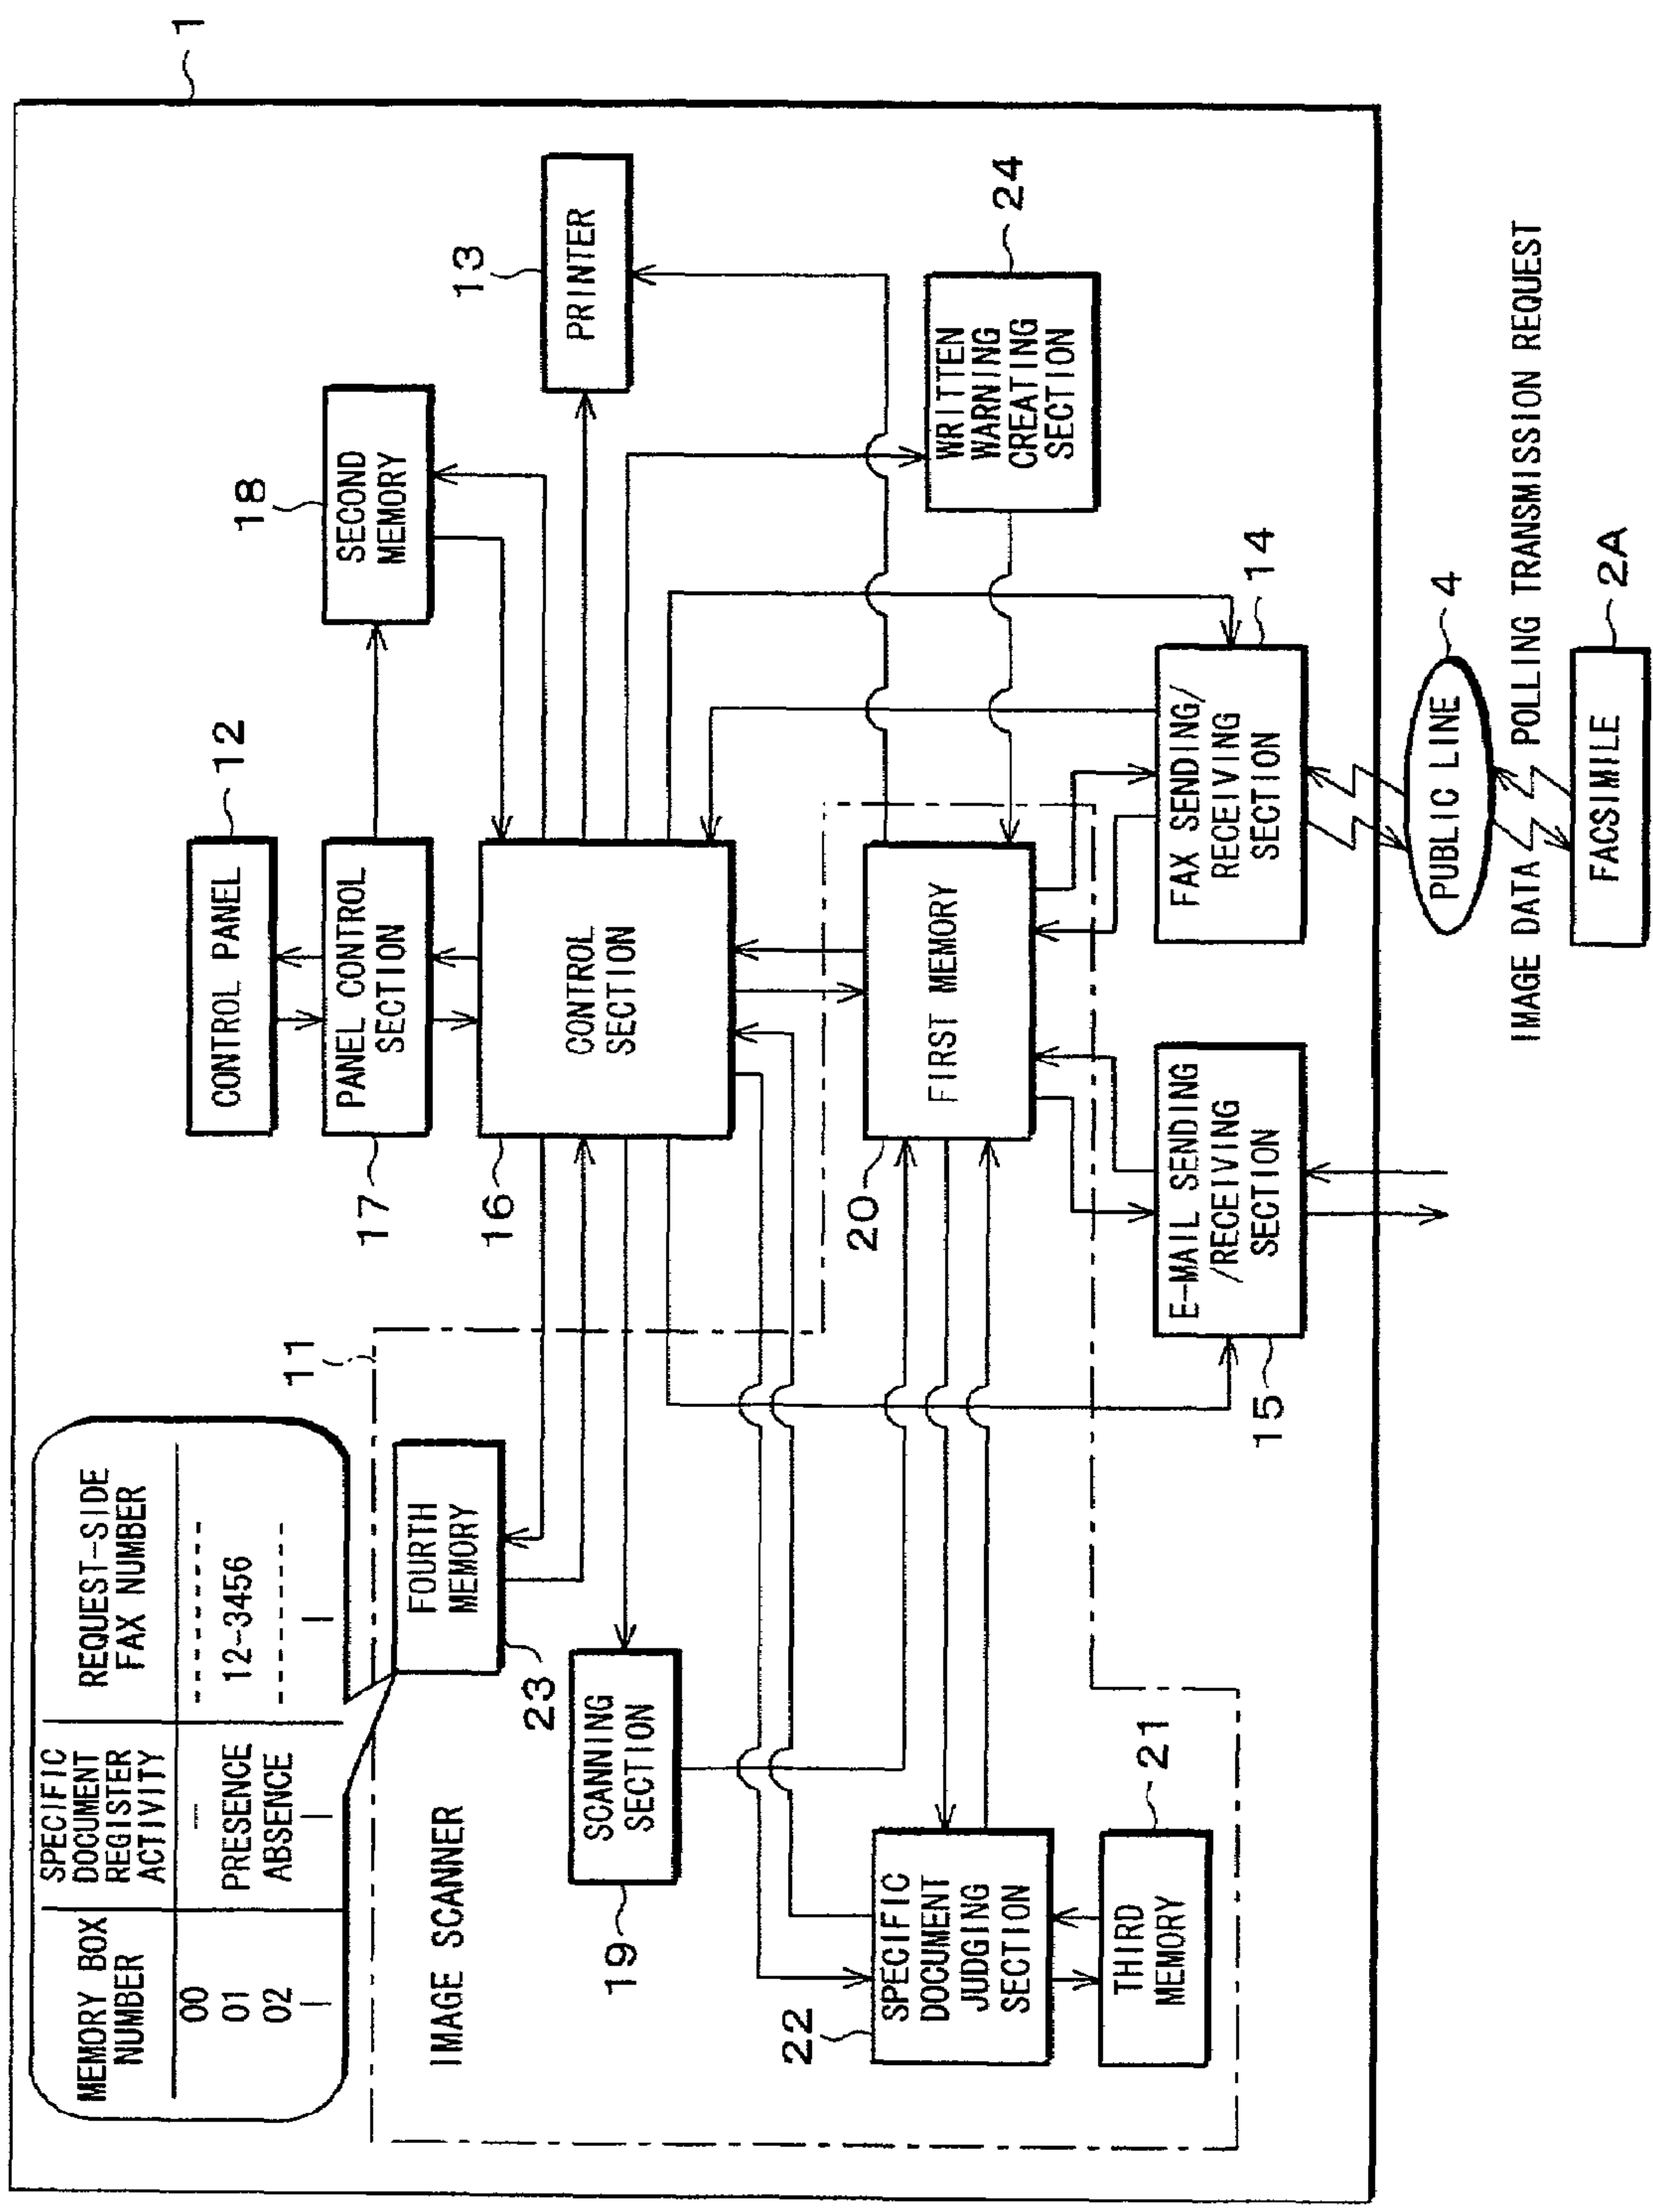 1
MEMORY BOX NUMBER
SPECIFIC DOCUMENT REGISTER ACTIVITY
REQUEST-SIDE FAX NUMBER
00 — ------
01 PRESENCE 12-3456
02 ABSENCE ------
| | |
11
IMAGE SCANNER
FOURTH
MEMORY
23
SCANNING
SECTION
19
SPECIFIC
DOCUMENT
JUDGING
SECTION
22
THIRD
MEMORY
21
CONTROL PANEL
12
PANEL CONTROL
SECTION
17
CONTROL
SECTION
16
FIRST MEMORY
20
E-MAIL SENDING
/RECEIVING
SECTION
15
SECOND
MEMORY
18
PRINTER
13
WRITTEN
WARNING
CREATING
SECTION
24
FAX SENDING/
RECEIVING
SECTION
14
PUBLIC LINE
4
IMAGE DATA
POLLING TRANSMISSION REQUEST
FACSIMILE
2A